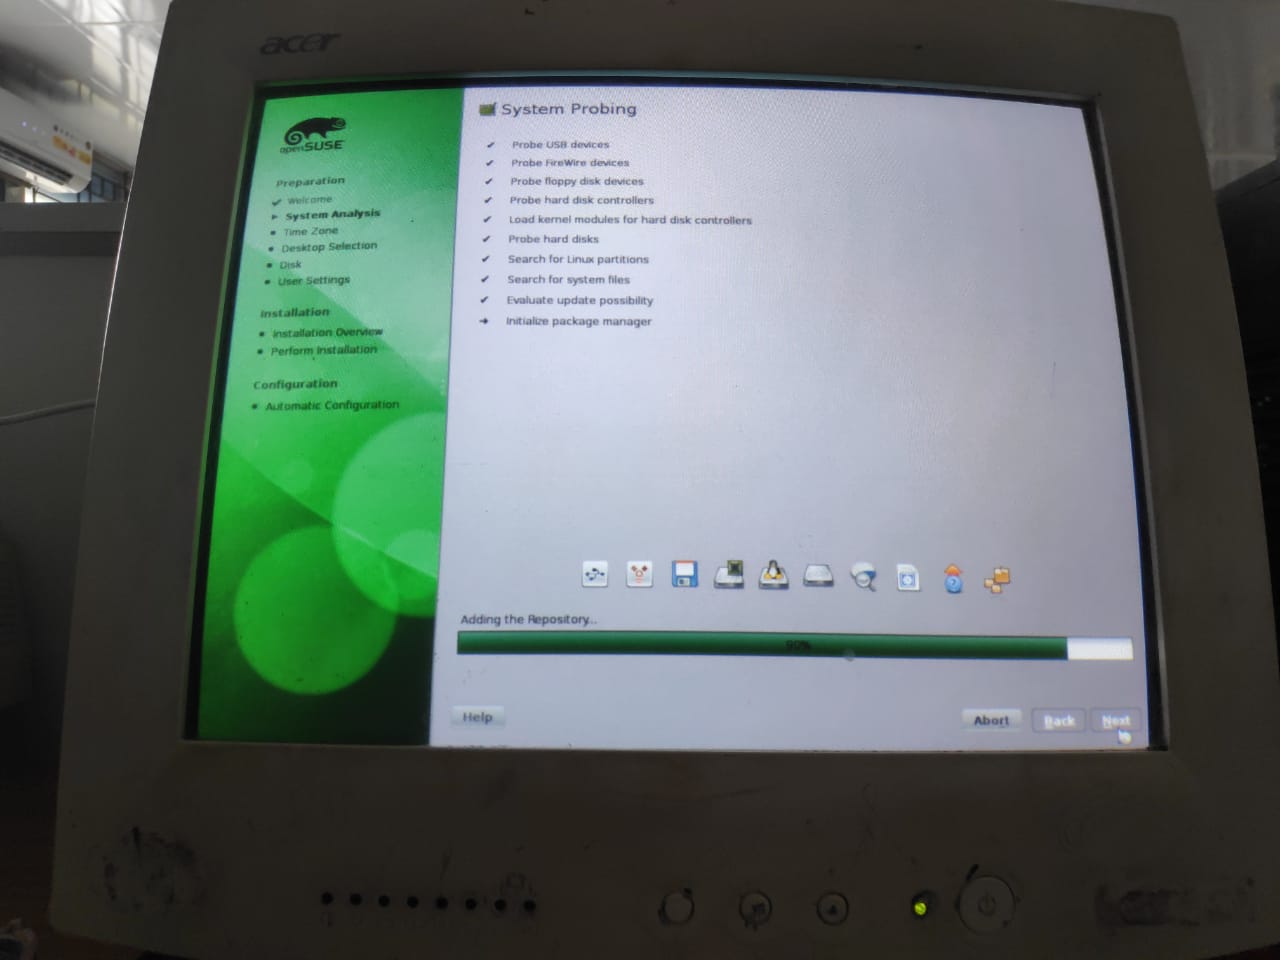 acer
openSUSE
Preparation
Welcome
System Analysis
Time Zone
Desktop Selection
Disk
User Settings
Installation
Installation Overview
Perform Installation
Configuration
Automatic Configuration
System Probing
Probe USB devices
Probe FireWire devices
Probe floppy disk devices
Probe hard disk controllers
Load kernel modules for hard disk controllers
Probe hard disks
Search for Linux partitions
Search for system files
Evaluate update possibility
Initialize package manager
Adding the Repository...
90%
Help
Abort
Back
Next